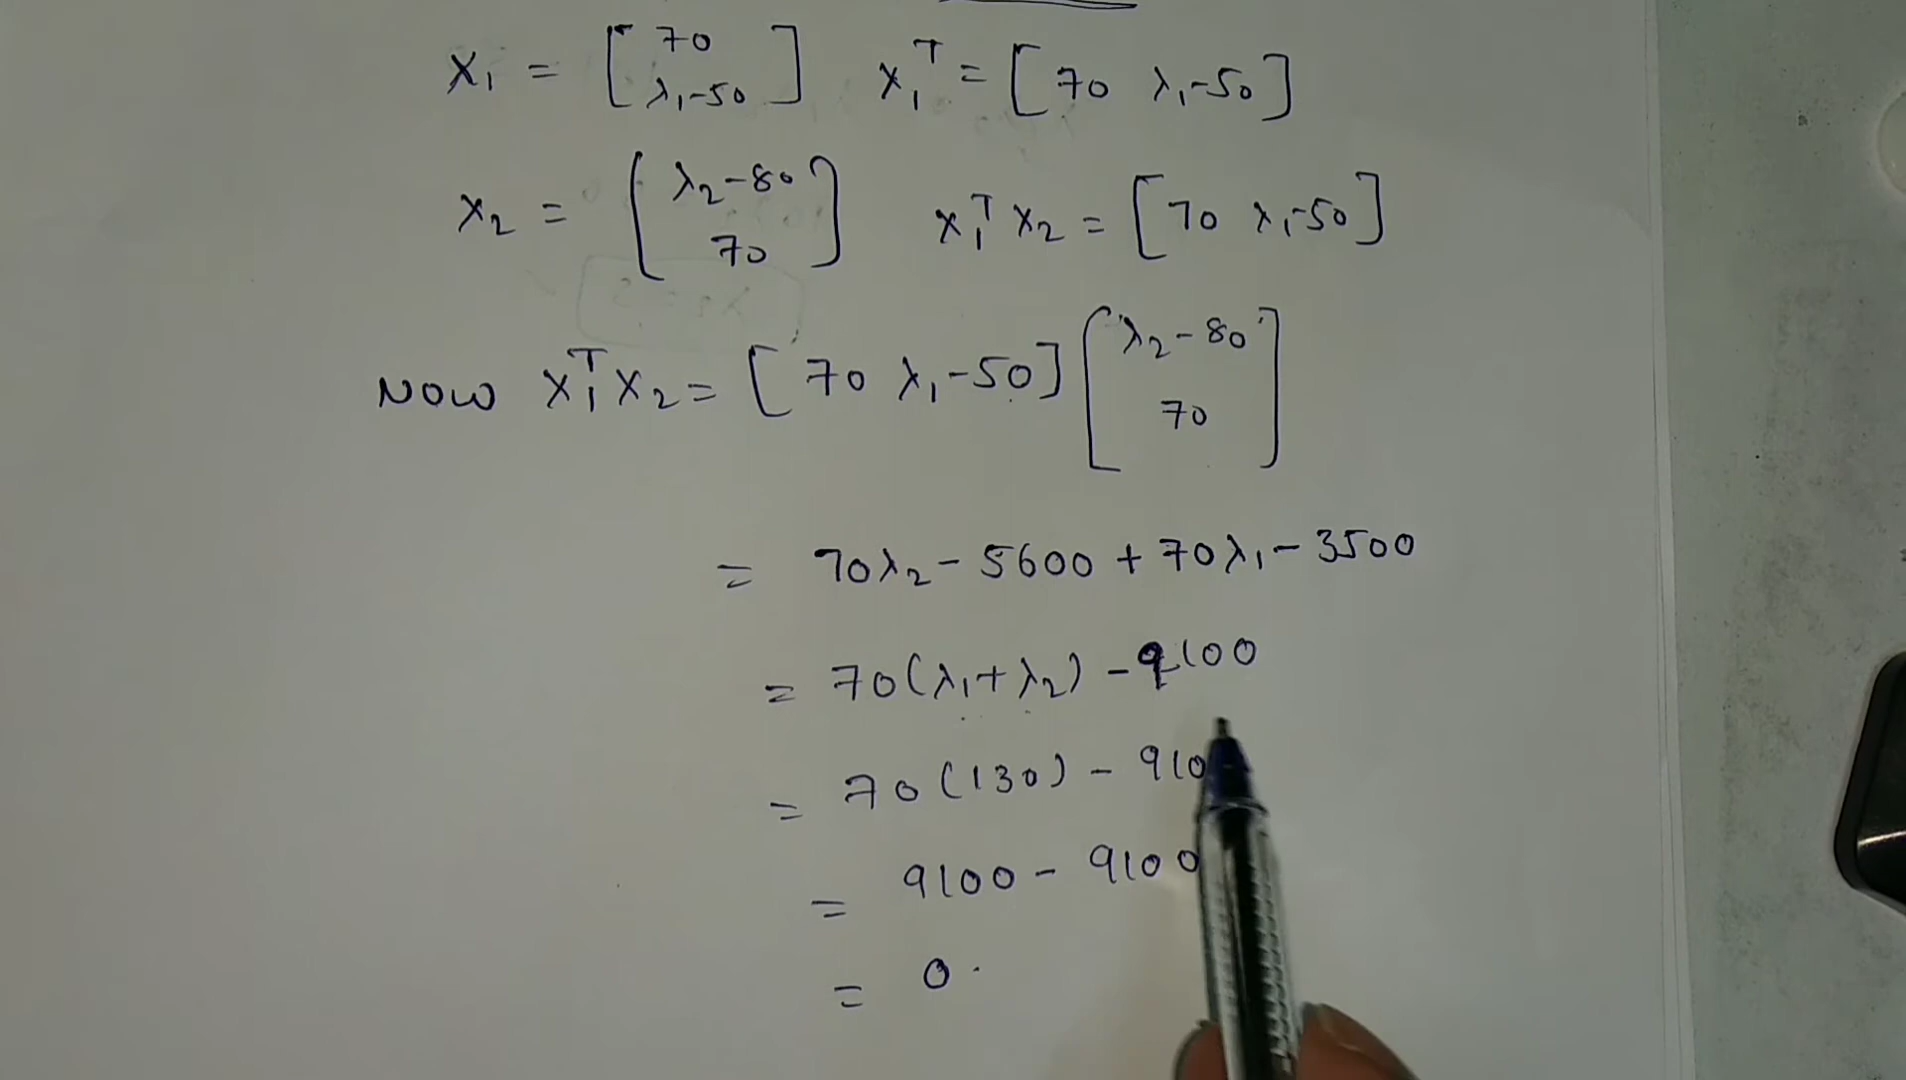 x₁ = [70 λ₁-50] x₁ᵀ = [70 λ₁-50]
x₂ = [λ₂-80 70] x₁ᵀ x₂ = [70 λ₁-50]
Now x₁ᵀ x₂ = [70 λ₁-50] [λ₂-80 70]
= 70λ₂ - 5600 + 70λ₁ - 3500
= 70(λ₁+λ₂) - 9100
= 70(130) - 910
= 9100 - 9100
= 0.